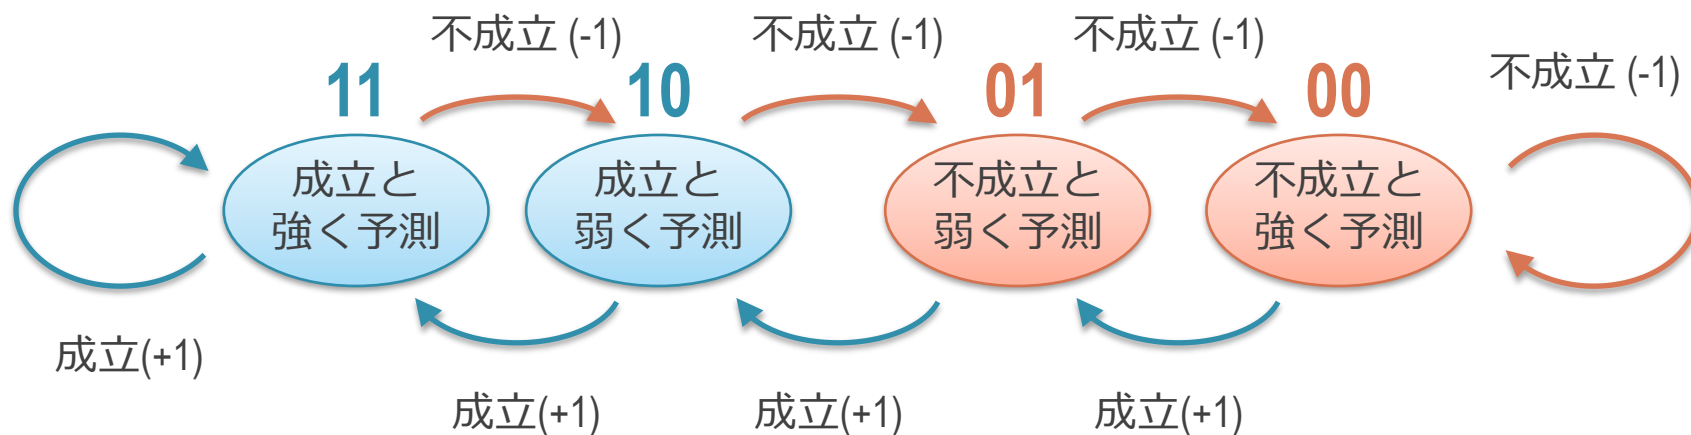 不成立 (-1)
不成立 (-1)
不成立 (-1)
不成立 (-1)
11
10
01
00
成立と
強く予測
成立と
弱く予測
不成立と
弱く予測
不成立と
強く予測
成立(+1)
成立(+1)
成立(+1)
成立(+1)